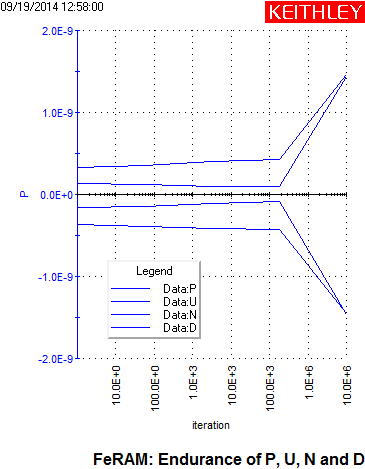 09/19/2014 12:58:00
KEITHLEY
2.0E-9
1.0E-9
0.0E+0
-1.0E-9
-2.0E-9
P
Legend
Data:P
Data:U
Data:N
Data:D
10.0E+0
100.0E+0
1.0E+3
10.0E+3
100.0E+3
1.0E+6
10.0E+6
iteration
FeRAM: Endurance of P, U, N and D